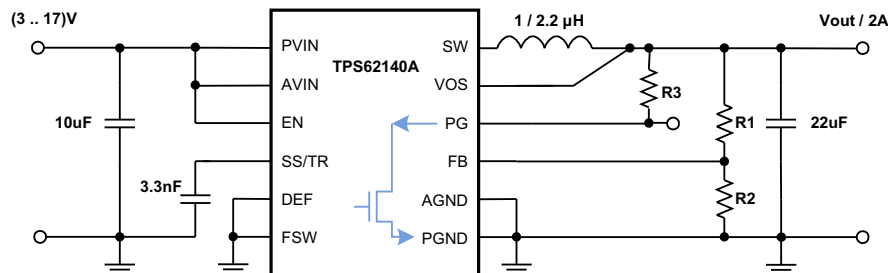 (3 .. 17)V
1 / 2.2 µH
Vout / 2A
TPS62140A
PVIN
AVIN
EN
SS/TR
DEF
FSW
SW
VOS
PG
FB
AGND
PGND
10uF
3.3nF
R3
R1
R2
22uF